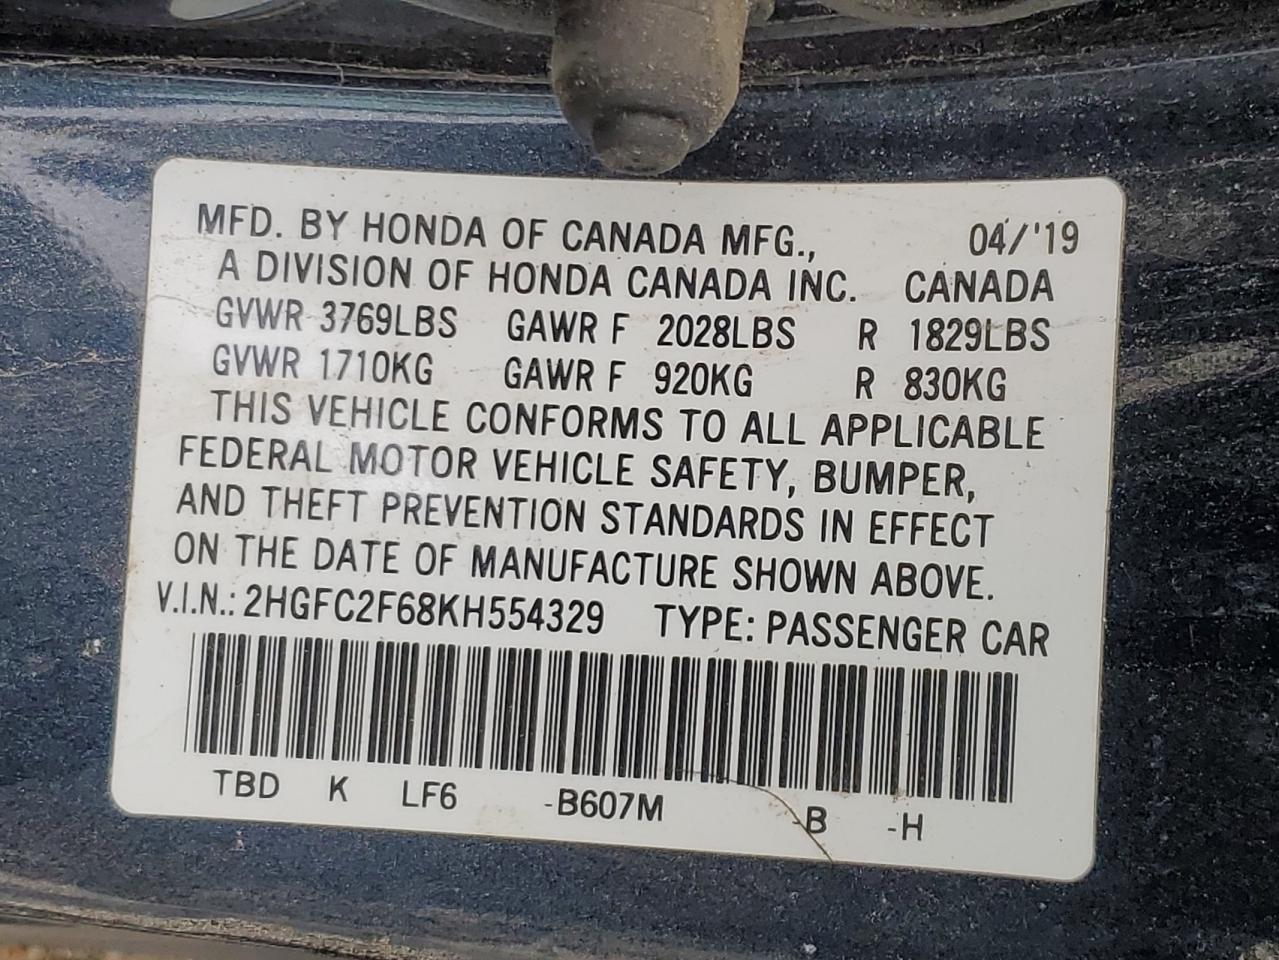 MFD. BY HONDA OF CANADA MFG., 04/'19
A DIVISION OF HONDA CANADA INC. CANADA
GVWR 3769LBS GAWR F 2028LBS R 1829LBS
GVWR 1710KG GAWR F 920KG R 830KG
THIS VEHICLE CONFORMS TO ALL APPLICABLE
FEDERAL MOTOR VEHICLE SAFETY, BUMPER,
AND THEFT PREVENTION STANDARDS IN EFFECT
ON THE DATE OF MANUFACTURE SHOWN ABOVE.
V.I.N.: 2HGFC2F68KH554329 TYPE: PASSENGER CAR
TBD K LF6 -B607M -B -H